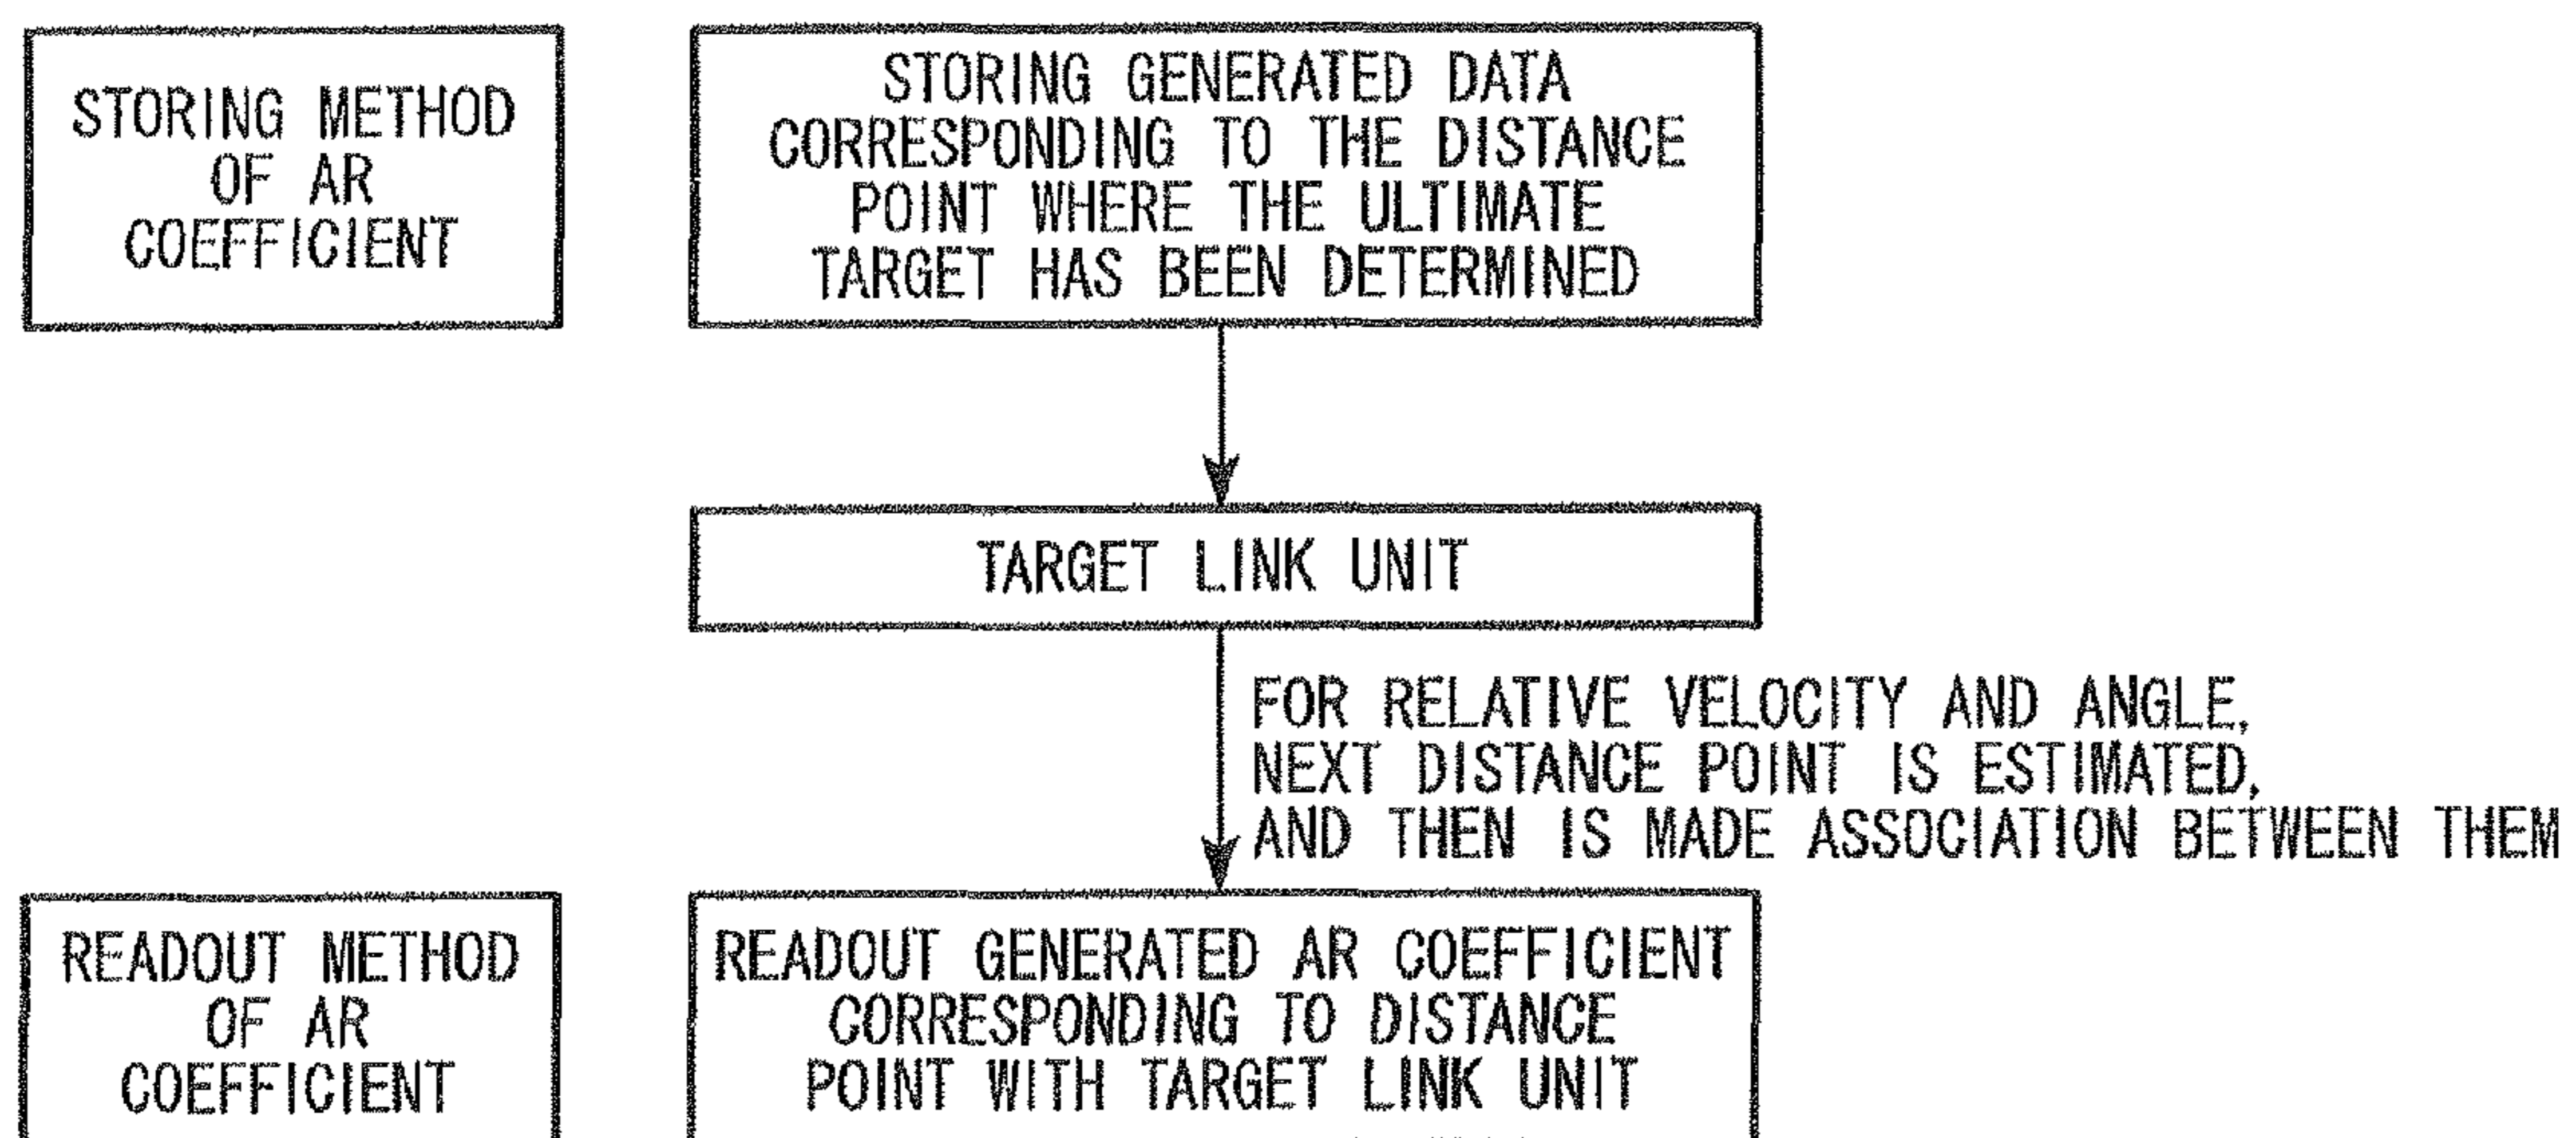 STORING METHOD
OF AR
COEFFICIENT
STORING GENERATED DATA
CORRESPONDING TO THE DISTANCE
POINT WHERE THE ULTIMATE
TARGET HAS BEEN DETERMINED
TARGET LINK UNIT
FOR RELATIVE VELOCITY AND ANGLE,
NEXT DISTANCE POINT IS ESTIMATED,
AND THEN IS MADE ASSOCIATION BETWEEN THEM
READOUT METHOD
OF AR
COEFFICIENT
READOUT GENERATED AR COEFFICIENT
CORRESPONDING TO DISTANCE
POINT WITH TARGET LINK UNIT